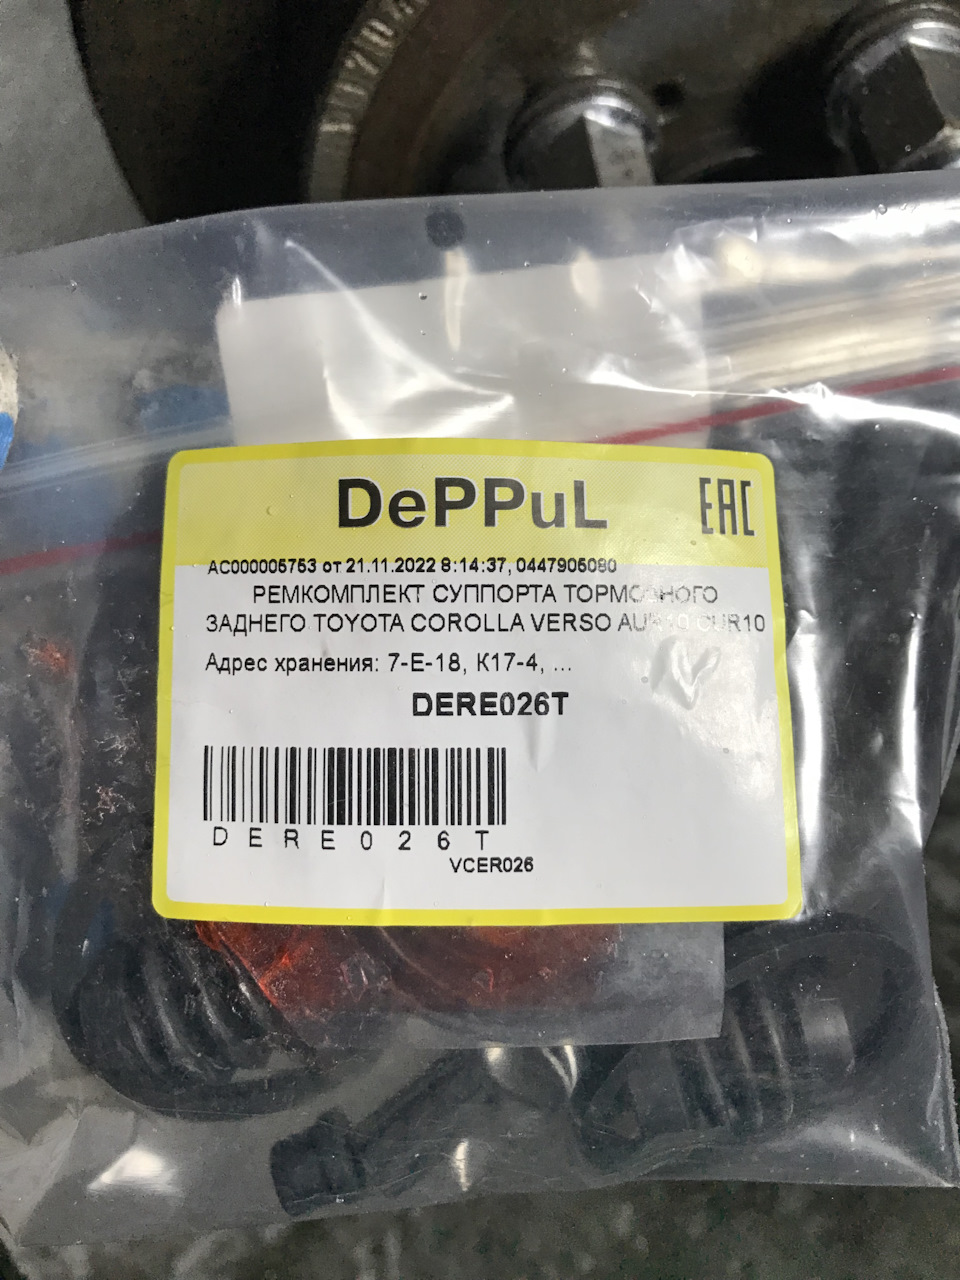 DePPuL
EAC
АС000005753 от 21.11.2022 8:14:37, 0447905080
РЕМКОМПЛЕКТ СУППОРТА ТОРМОЗНОГО
ЗАДНЕГО TOYOTA COROLLA VERSO
Адрес хранения: 7-Е-18, К17-4, ...
DERE026T
DERE026T
VCER026